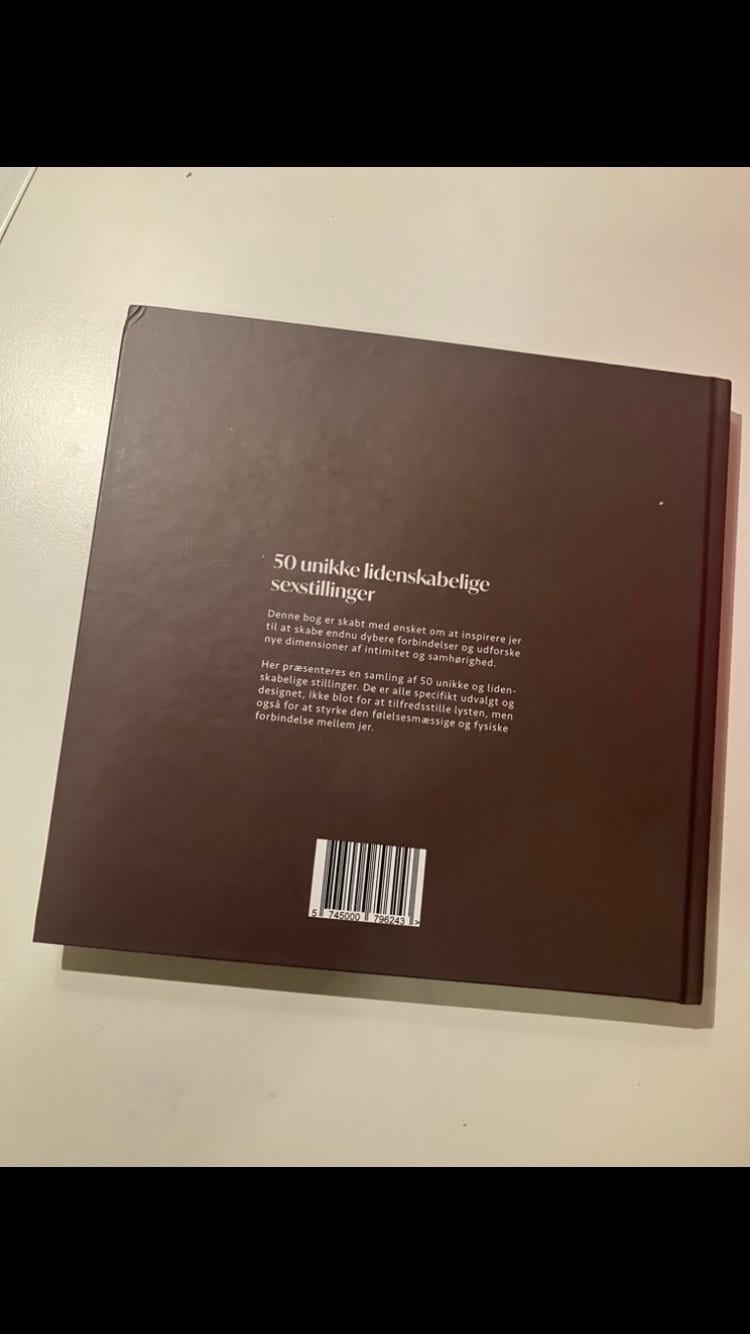 50 unikke lidenskabelige
sexstillinger
Denne bog er skabt med ønsket om at inspirere jer
til at skabe endnu dybere forbindelser og udforske
nye dimensioner af intimitet og samhørighed.
Her præsenteres en samling af 50 unikke og liden-
skabelige stillinger. De er alle specifikt udvalgt og
designet, ikke blot for at tilfredsstille lysten, men
også for at styrke den følelsesmæssige og fysiske
forbindelse mellem jer.
5 745000 796243 >